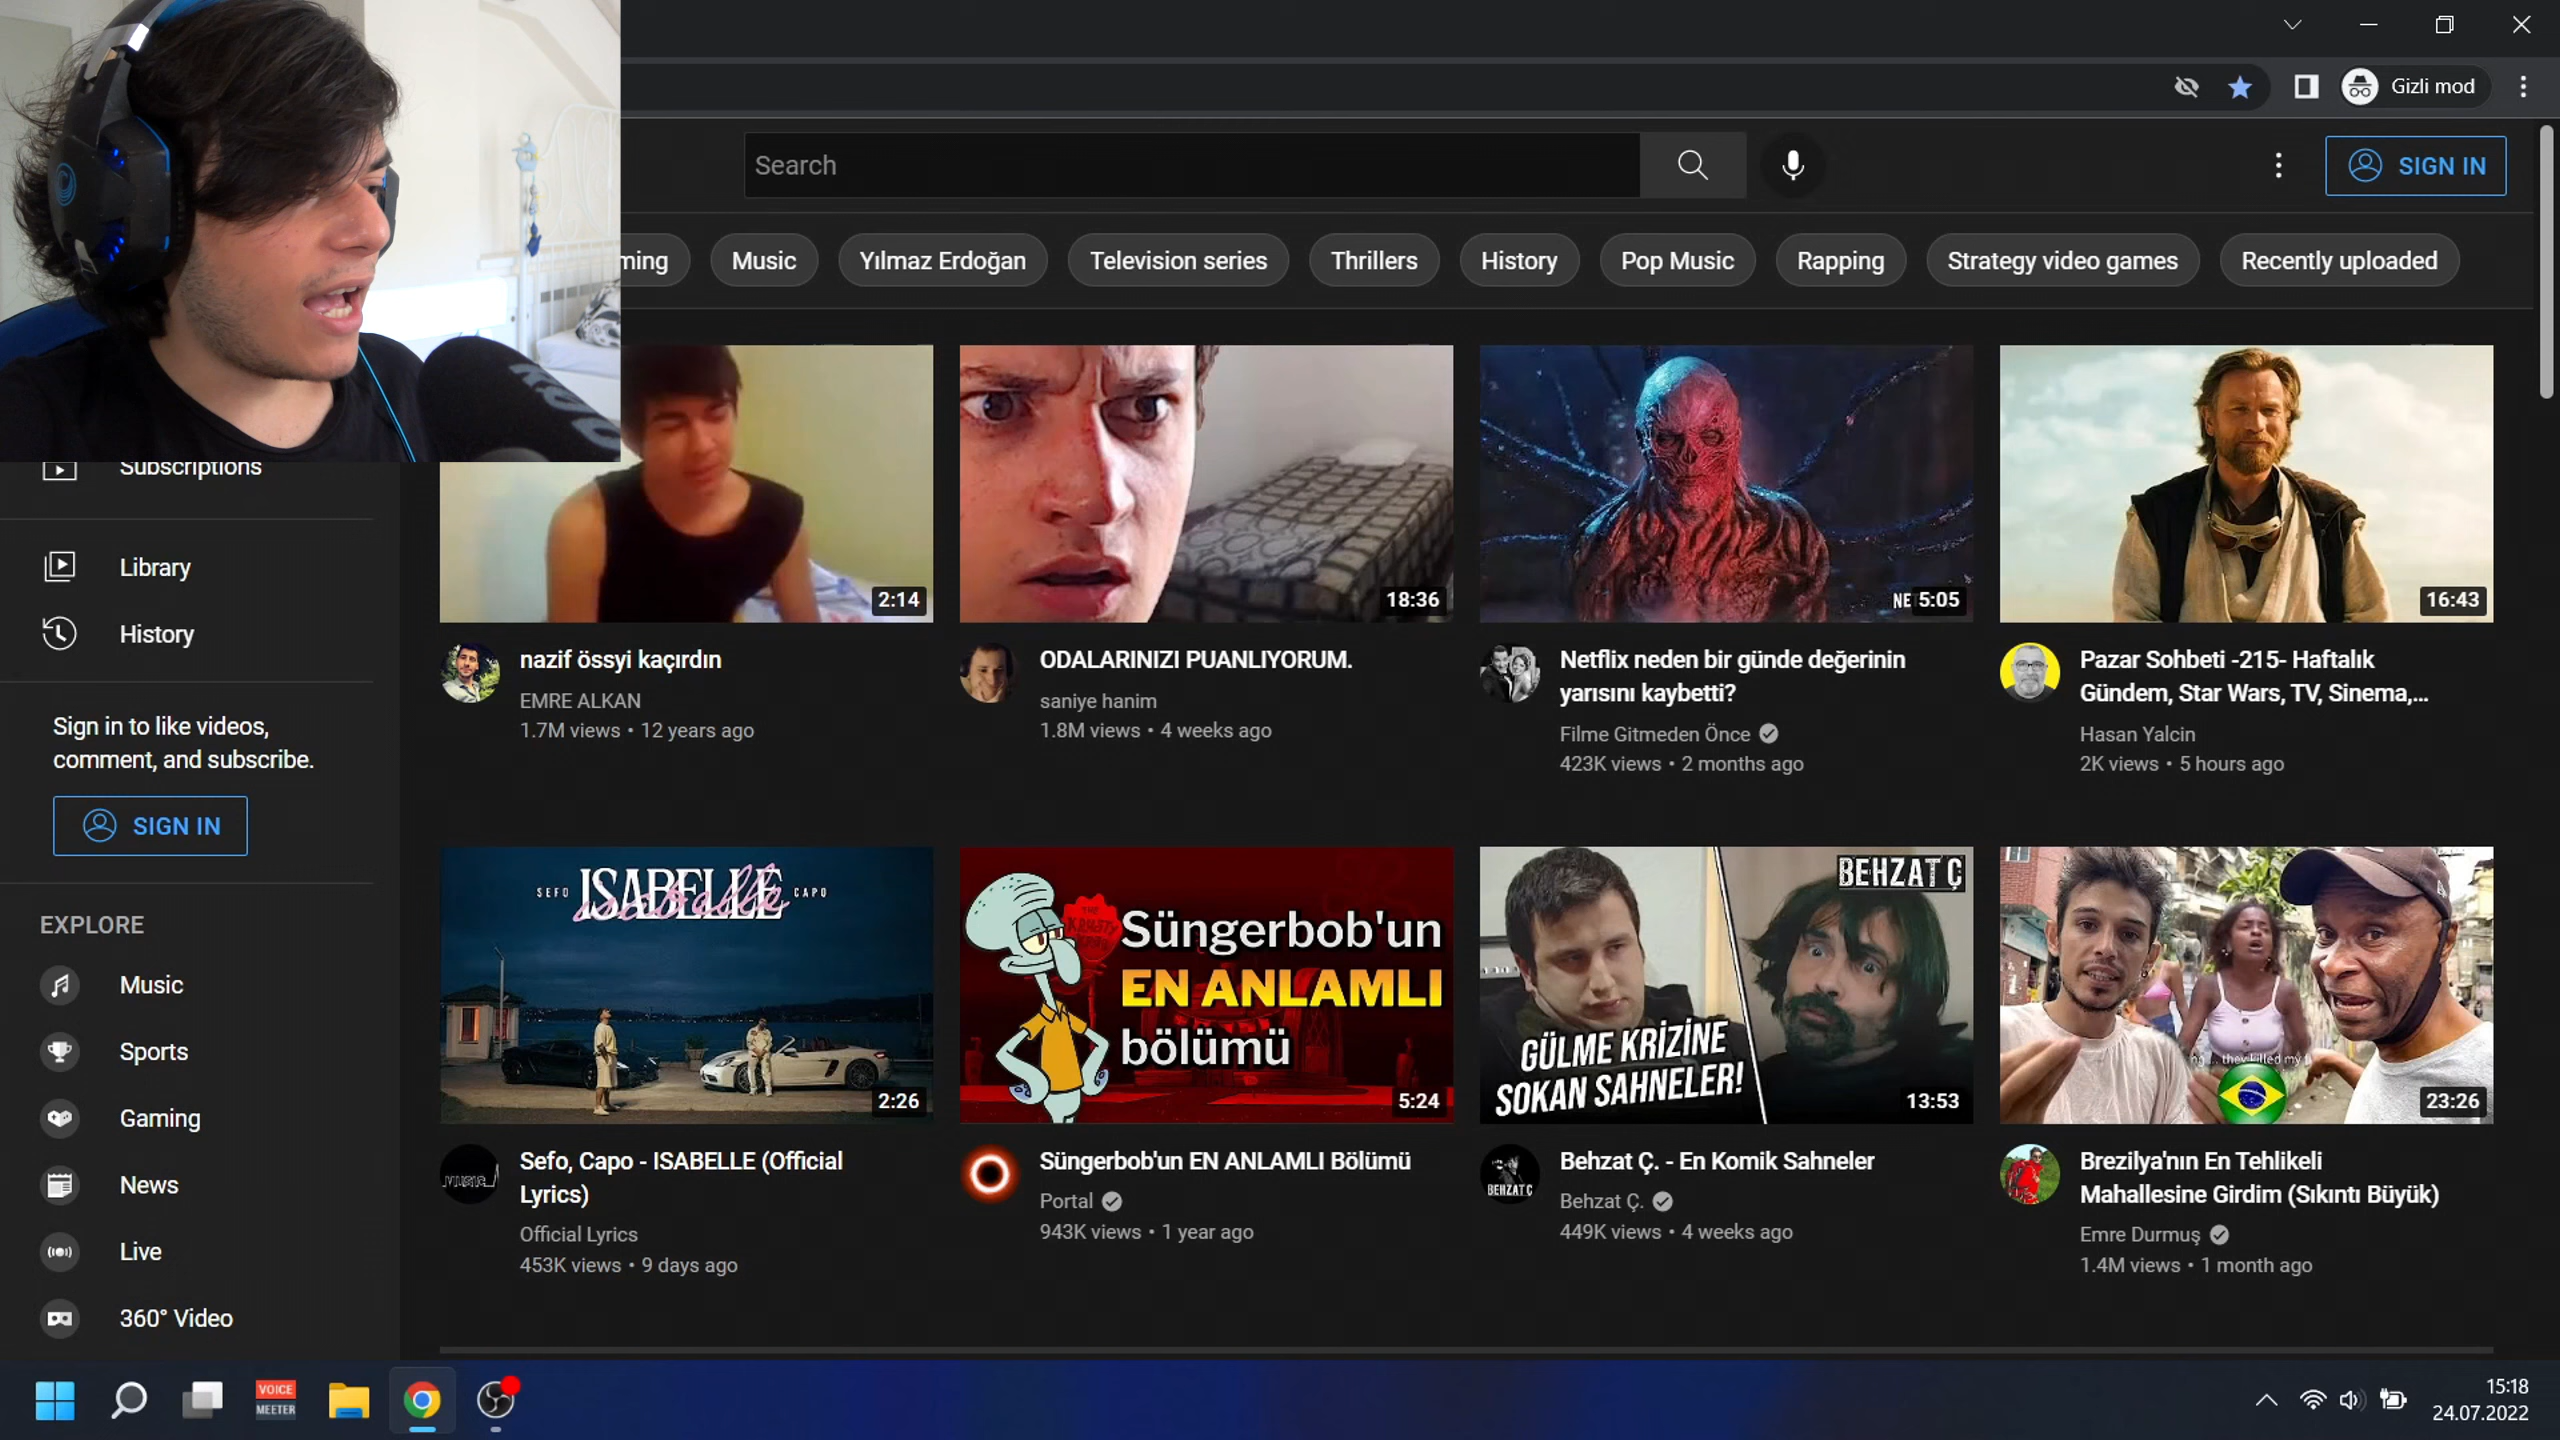 Gizli mod
Search
SIGN IN
ming
Music
Yılmaz Erdoğan
Television series
Thrillers
History
Pop Music
Rapping
Strategy video games
Recently uploaded
Subscriptions
Library
History
Sign in to like videos,
comment, and subscribe.
SIGN IN
EXPLORE
Music
Sports
Gaming
News
Live
360° Video
2:14
nazif össyi kaçırdın
EMRE ALKAN
1.7M views • 12 years ago
18:36
ODALARINIZI PUANLIYORUM.
saniye hanim
1.8M views • 4 weeks ago
NE 5:05
Netflix neden bir günde değerinin
yarısını kaybetti?
Filme Gitmeden Önce
423K views • 2 months ago
16:43
Pazar Sohbeti -215- Haftalık
Gündem, Star Wars, TV, Sinema,...
Hasan Yalcin
2K views • 5 hours ago
SEFO ISABELLE CAPO
isabelle
2:26
Sefo, Capo - ISABELLE (Official
Lyrics)
Official Lyrics
453K views • 9 days ago
THE
Süngerbob'un
EN ANLAMLI
bölümü
5:24
Süngerbob'un EN ANLAMLI Bölümü
Portal
943K views • 1 year ago
BEHZAT Ç
GÜLME KRİZİNE
SOKAN SAHNELER!
13:53
BEHZAT Ç
Behzat Ç. - En Komik Sahneler
Behzat Ç.
449K views • 4 weeks ago
they killed my
23:26
Brezilya'nın En Tehlikeli
Mahallesine Girdim (Sıkıntı Büyük)
Emre Durmuş
1.4M views • 1 month ago
VOICE
MEETER
15:18
24.07.2022